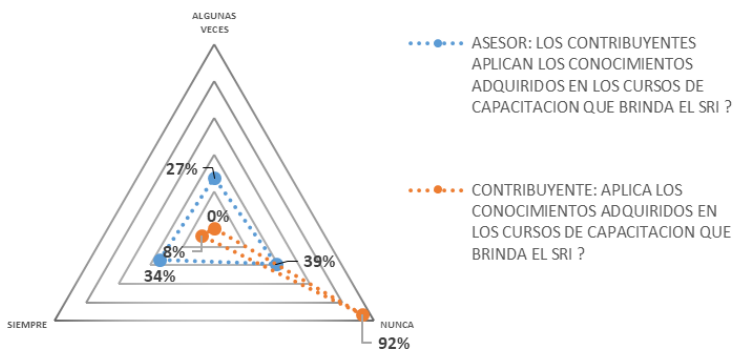 ALGUNAS
VECES
27%
0%
8%
34%
39%
SIEMPRE
NUNCA
92%
ASESOR: LOS CONTRIBUYENTES
APLICAN LOS CONOCIMIENTOS
ADQUIRIDOS EN LOS CURSOS DE
CAPACITACION QUE BRINDA EL SRI ?
CONTRIBUYENTE: APLICA LOS
CONOCIMIENTOS ADQUIRIDOS EN
LOS CURSOS DE CAPACITACION QUE
BRINDA EL SRI ?